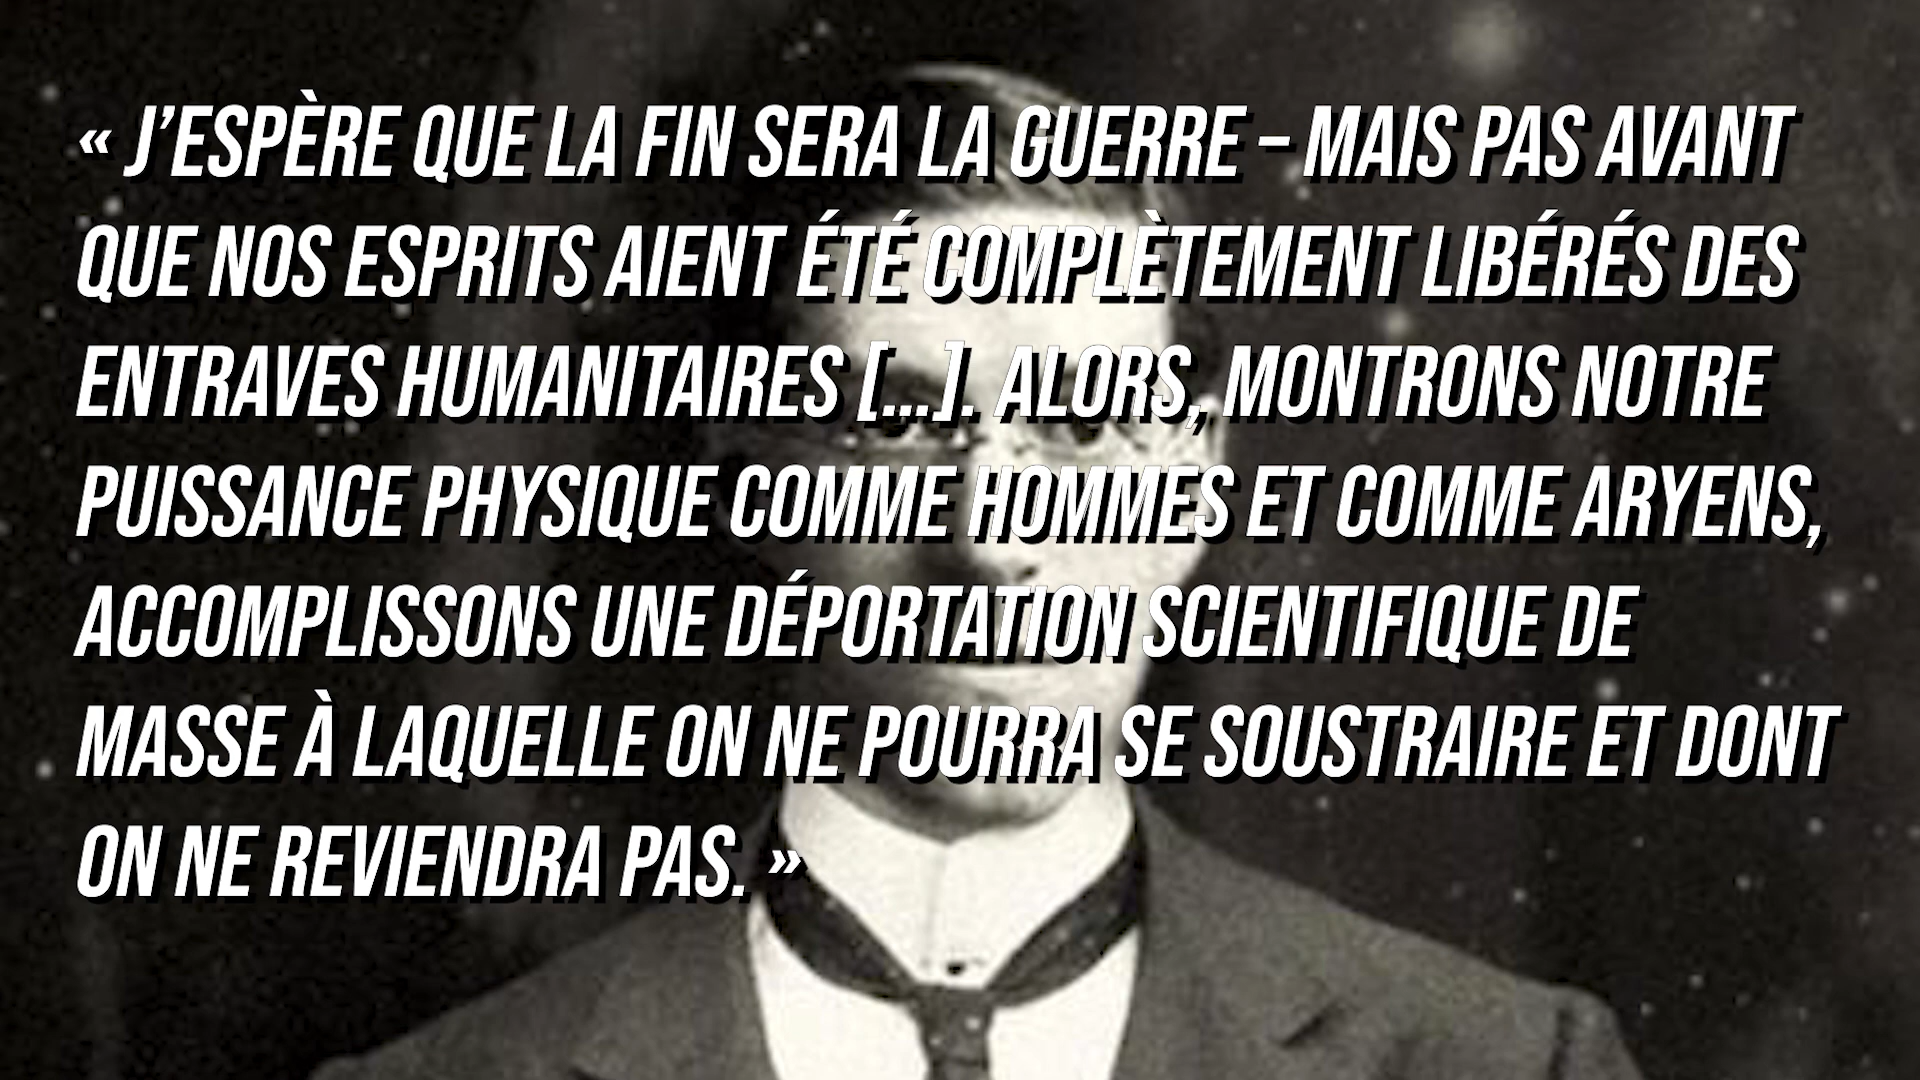 « J’ESPÈRE QUE LA FIN SERA LA GUERRE – MAIS PAS AVANT
QUE NOS ESPRITS AIENT ÉTÉ COMPLÈTEMENT LIBÉRÉS DES
ENTRAVES HUMANITAIRES [...]. ALORS, MONTRONS NOTRE
PUISSANCE PHYSIQUE COMME HOMMES ET COMME ARYENS,
ACCOMPLISSONS UNE DÉPORTATION SCIENTIFIQUE DE
MASSE À LAQUELLE ON NE POURRA SE SOUSTRAIRE ET DONT
ON NE REVIENDRA PAS. »